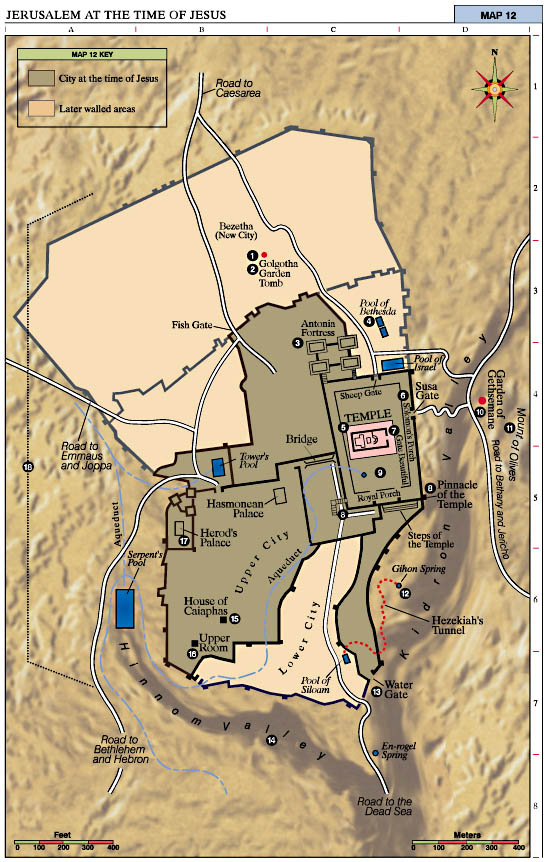 JERUSALEM AT THE TIME OF JESUS
MAP 12
A
B
C
D
MAP 12 KEY
City at the time of Jesus
Later walled areas
N
1
2
3
4
5
6
7
8
Road to
Caesarea
Bezetha
(New City)
1
2
Golgotha
Garden
Tomb
Pool of
Bethesda
4
Fish Gate
Antonia
Fortress
3
Pool of
Israel
Sheep Gate
6
Susa
Gate
Solomon's Porch
TEMPLE
5
7
Gate Beautiful
9
Royal Porch
8
Garden of
Gethsemane
10
11
Mount of Olives
Road to Bethany and Jericho
Road to
Emmaus
and Joppa
18
Tower's
Pool
Bridge
Hasmonean
Palace
8
Pinnacle
of the
Temple
Steps of
the Temple
Aqueduct
Herod's
Palace
17
Serpent's
Pool
Upper City
Aqueduct
Gihon Spring
12
Hezekiah's
Tunnel
Kidron Valley
House of
Caiaphas
15
Upper
Room
16
Lower City
Pool of
Siloam
Water
Gate
13
Hinnom Valley
14
Road to
Bethlehem
and Hebron
En-rogel
Spring
Road to the
Dead Sea
Feet
0 100 200 300 400
Meters
0 100 200 300 400